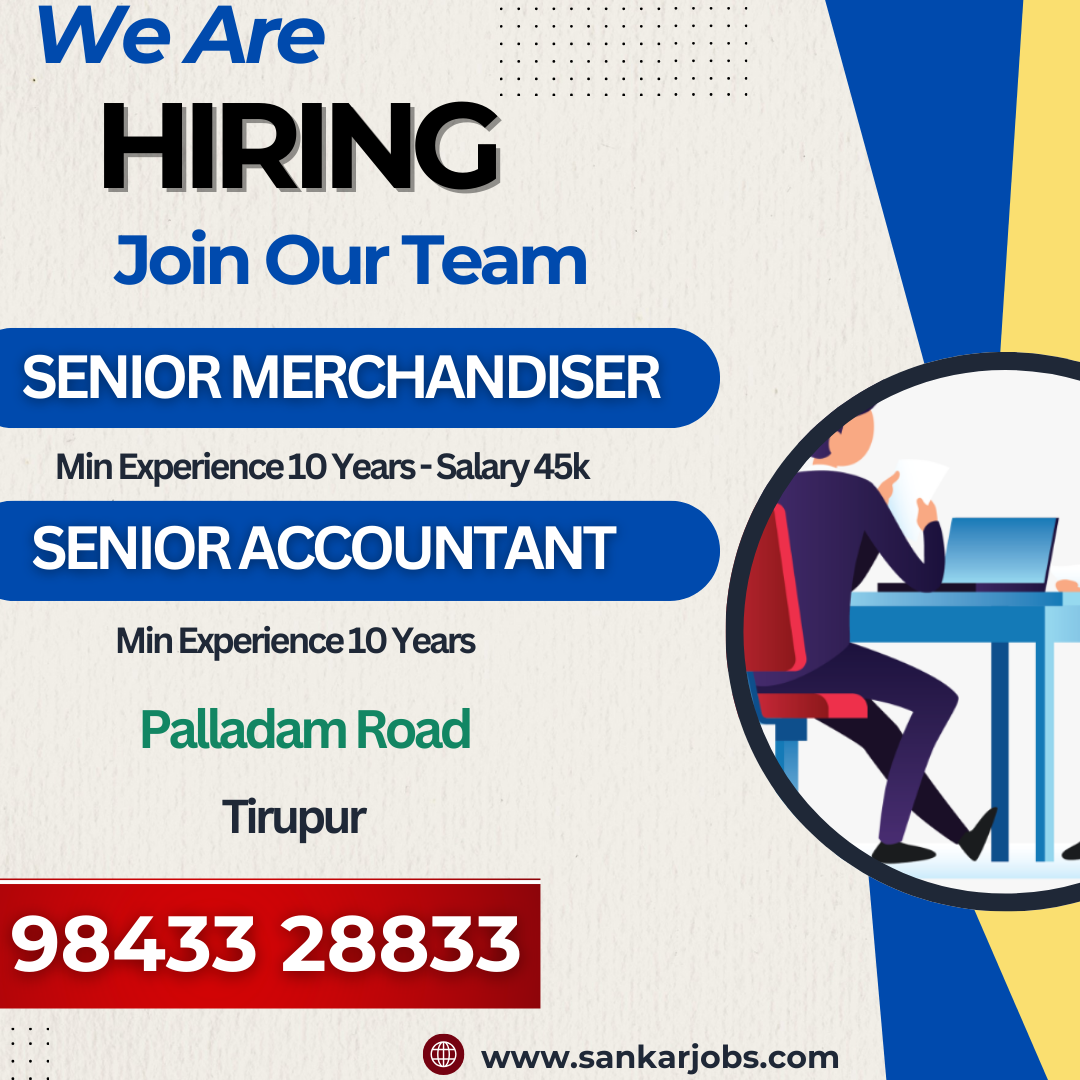 We Are
HIRING
Join Our Team
SENIOR MERCHANDISER
Min Experience 10 Years - Salary 45k
SENIOR ACCOUNTANT
Min Experience 10 Years
Palladam Road
Tirupur
98433 28833
www.sankarjobs.com